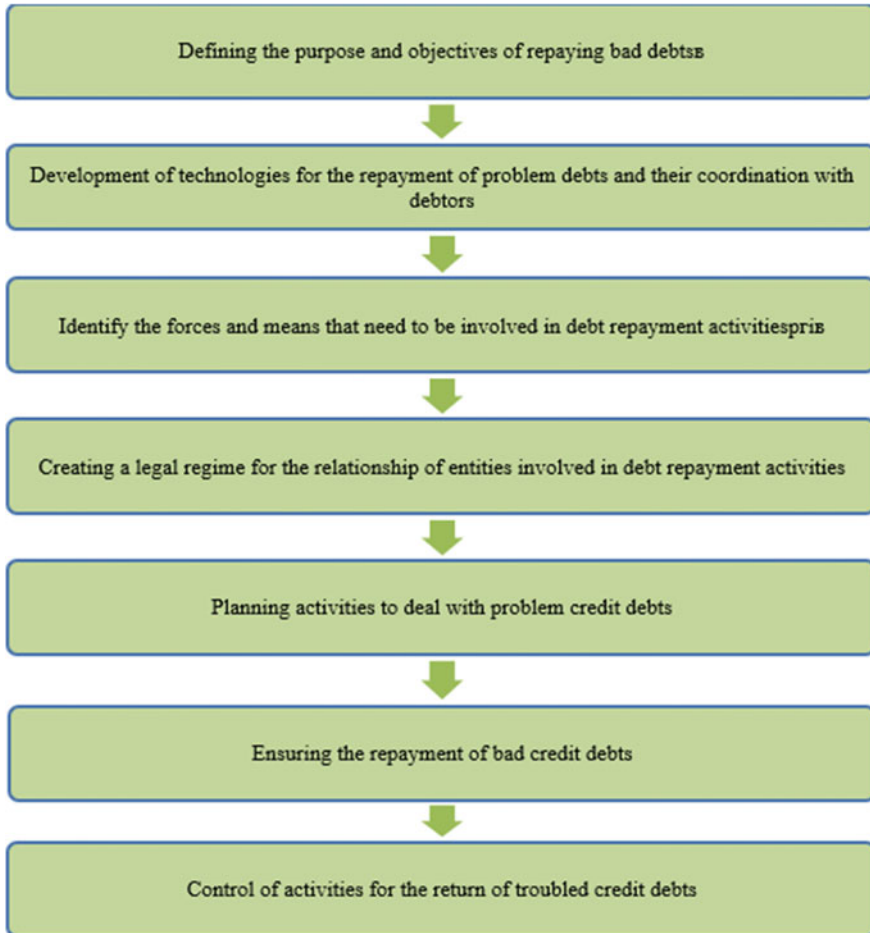 Defining the purpose and objectives of repaying bad debtsв
Development of technologies for the repayment of problem debts and their coordination with
debtors
Identify the forces and means that need to be involved in debt repayment activitiespriв
Creating a legal regime for the relationship of entities involved in debt repayment activities
Planning activities to deal with problem credit debts
Ensuring the repayment of bad credit debts
Control of activities for the return of troubled credit debts